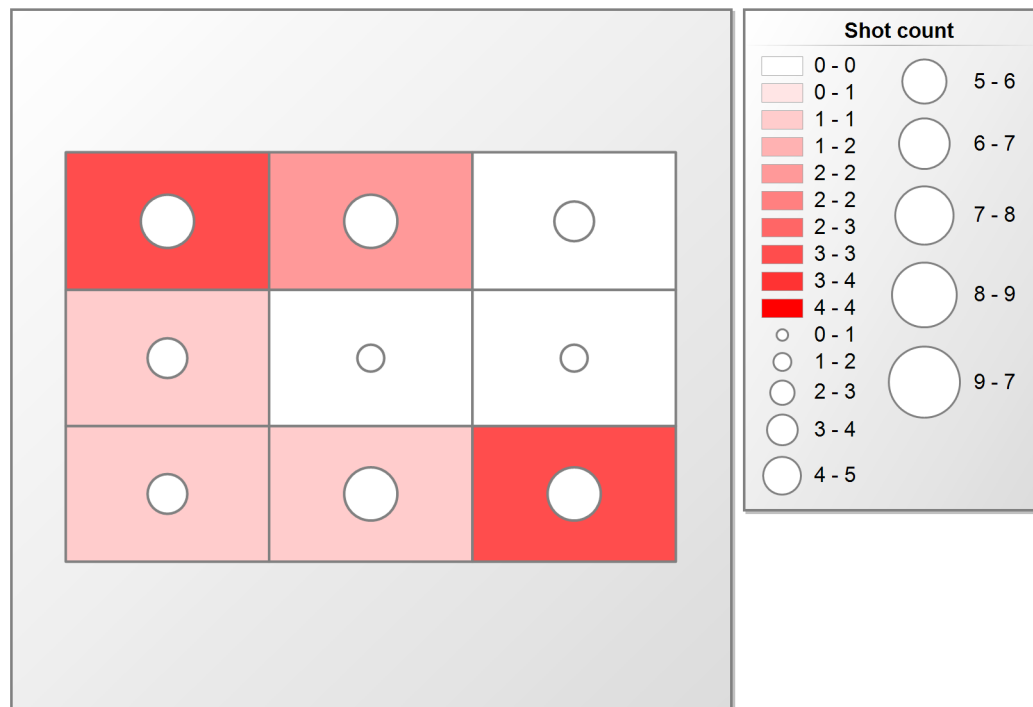 Shot count
0 - 0
0 - 1
1 - 1
1 - 2
2 - 2
2 - 2
2 - 3
3 - 3
3 - 4
4 - 4
0 - 1
1 - 2
2 - 3
3 - 4
4 - 5
5 - 6
6 - 7
7 - 8
8 - 9
9 - 7